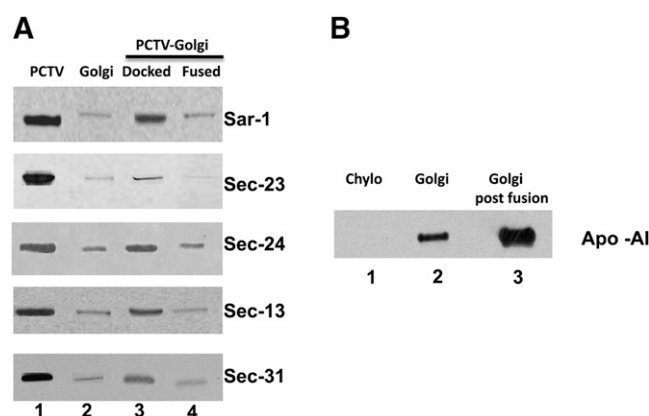 A
PCTV-Golgi
PCTV Golgi Docked Fused
Sar-1
Sec-23
Sec-24
Sec-13
Sec-31
1 2 3 4
B
Chylo Golgi Golgi
post fusion
Apo -AI
1 2 3